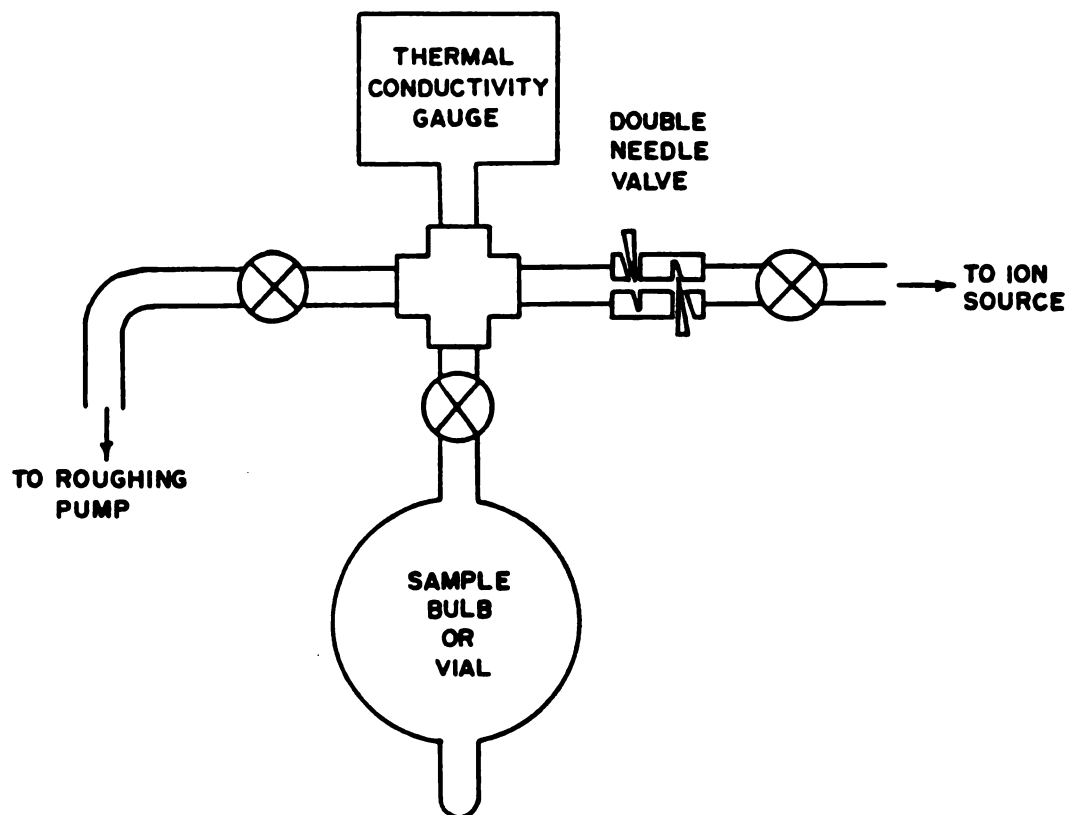 THERMAL
CONDUCTIVITY
GAUGE
DOUBLE
NEEDLE
VALVE
TO ION
SOURCE
TO ROUGHING
PUMP
SAMPLE
BULB
OR
VIAL